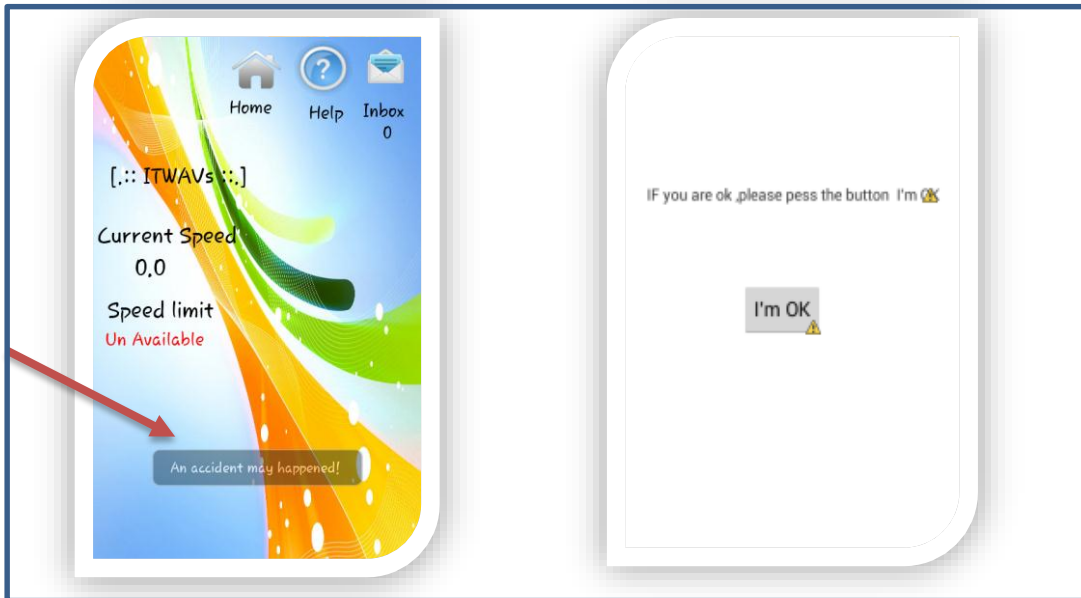 Home Help Inbox
0
[.:: ITWAVs ::.]
Current Speed
0.0
Speed limit
Un Available
An accident may happened!
IF you are ok ,please pess the button I'm OK
I'm OK